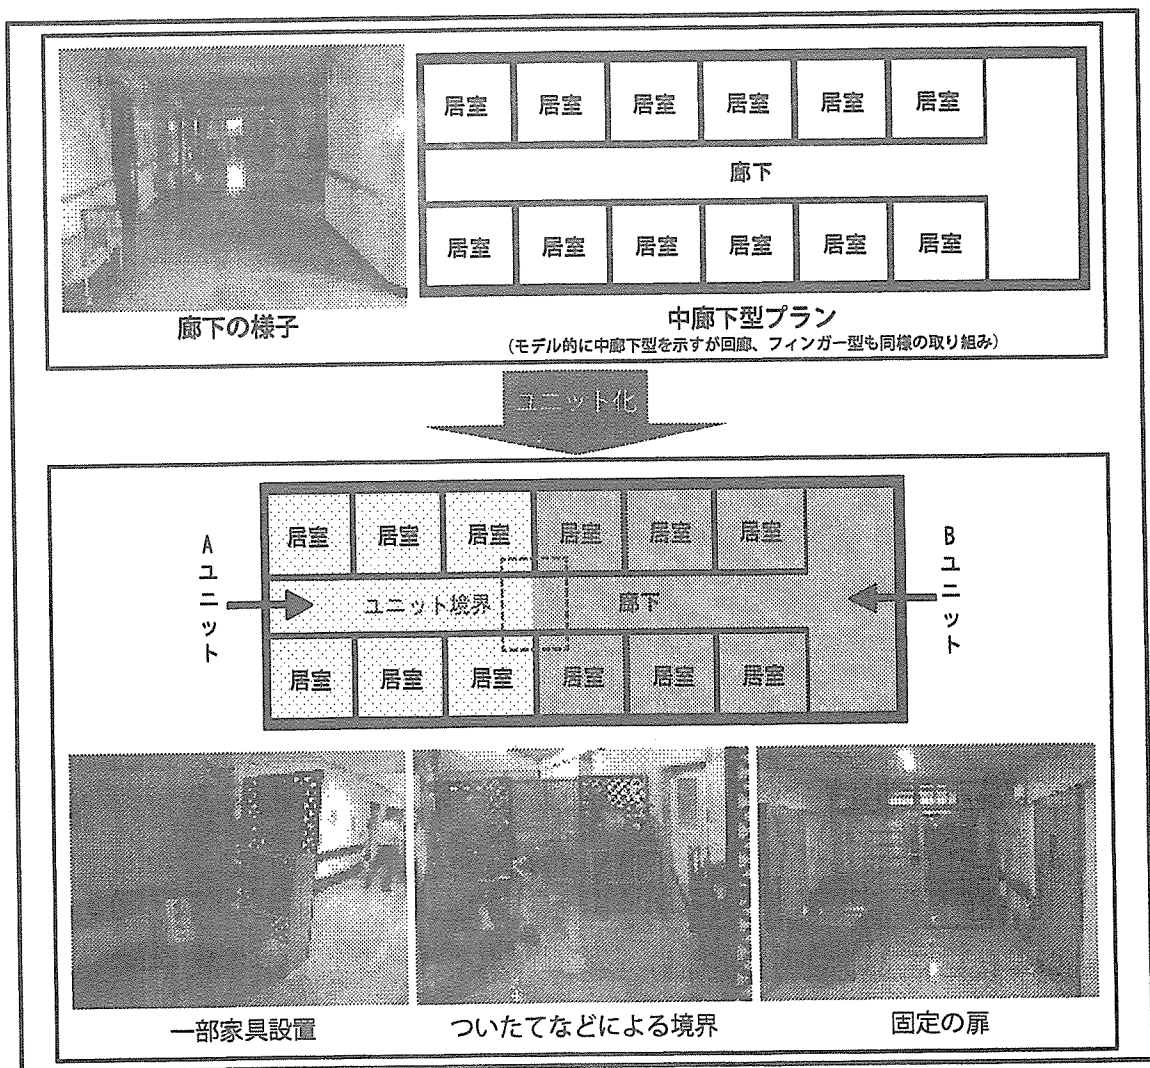 居室 居室 居室 居室 居室 居室
廊下
居室 居室 居室 居室 居室 居室
廊下の様子
中廊下型プラン
(モデル的に中廊下型を示すが回廊、フィンガー型も同様の取り組み)
ユニット化
居室 居室 居室 居室 居室 居室
Aユニット
ユニット境界
廊下
Bユニット
居室 居室 居室 居室 居室 居室
一部家具設置
ついたてなどによる境界
固定の扉